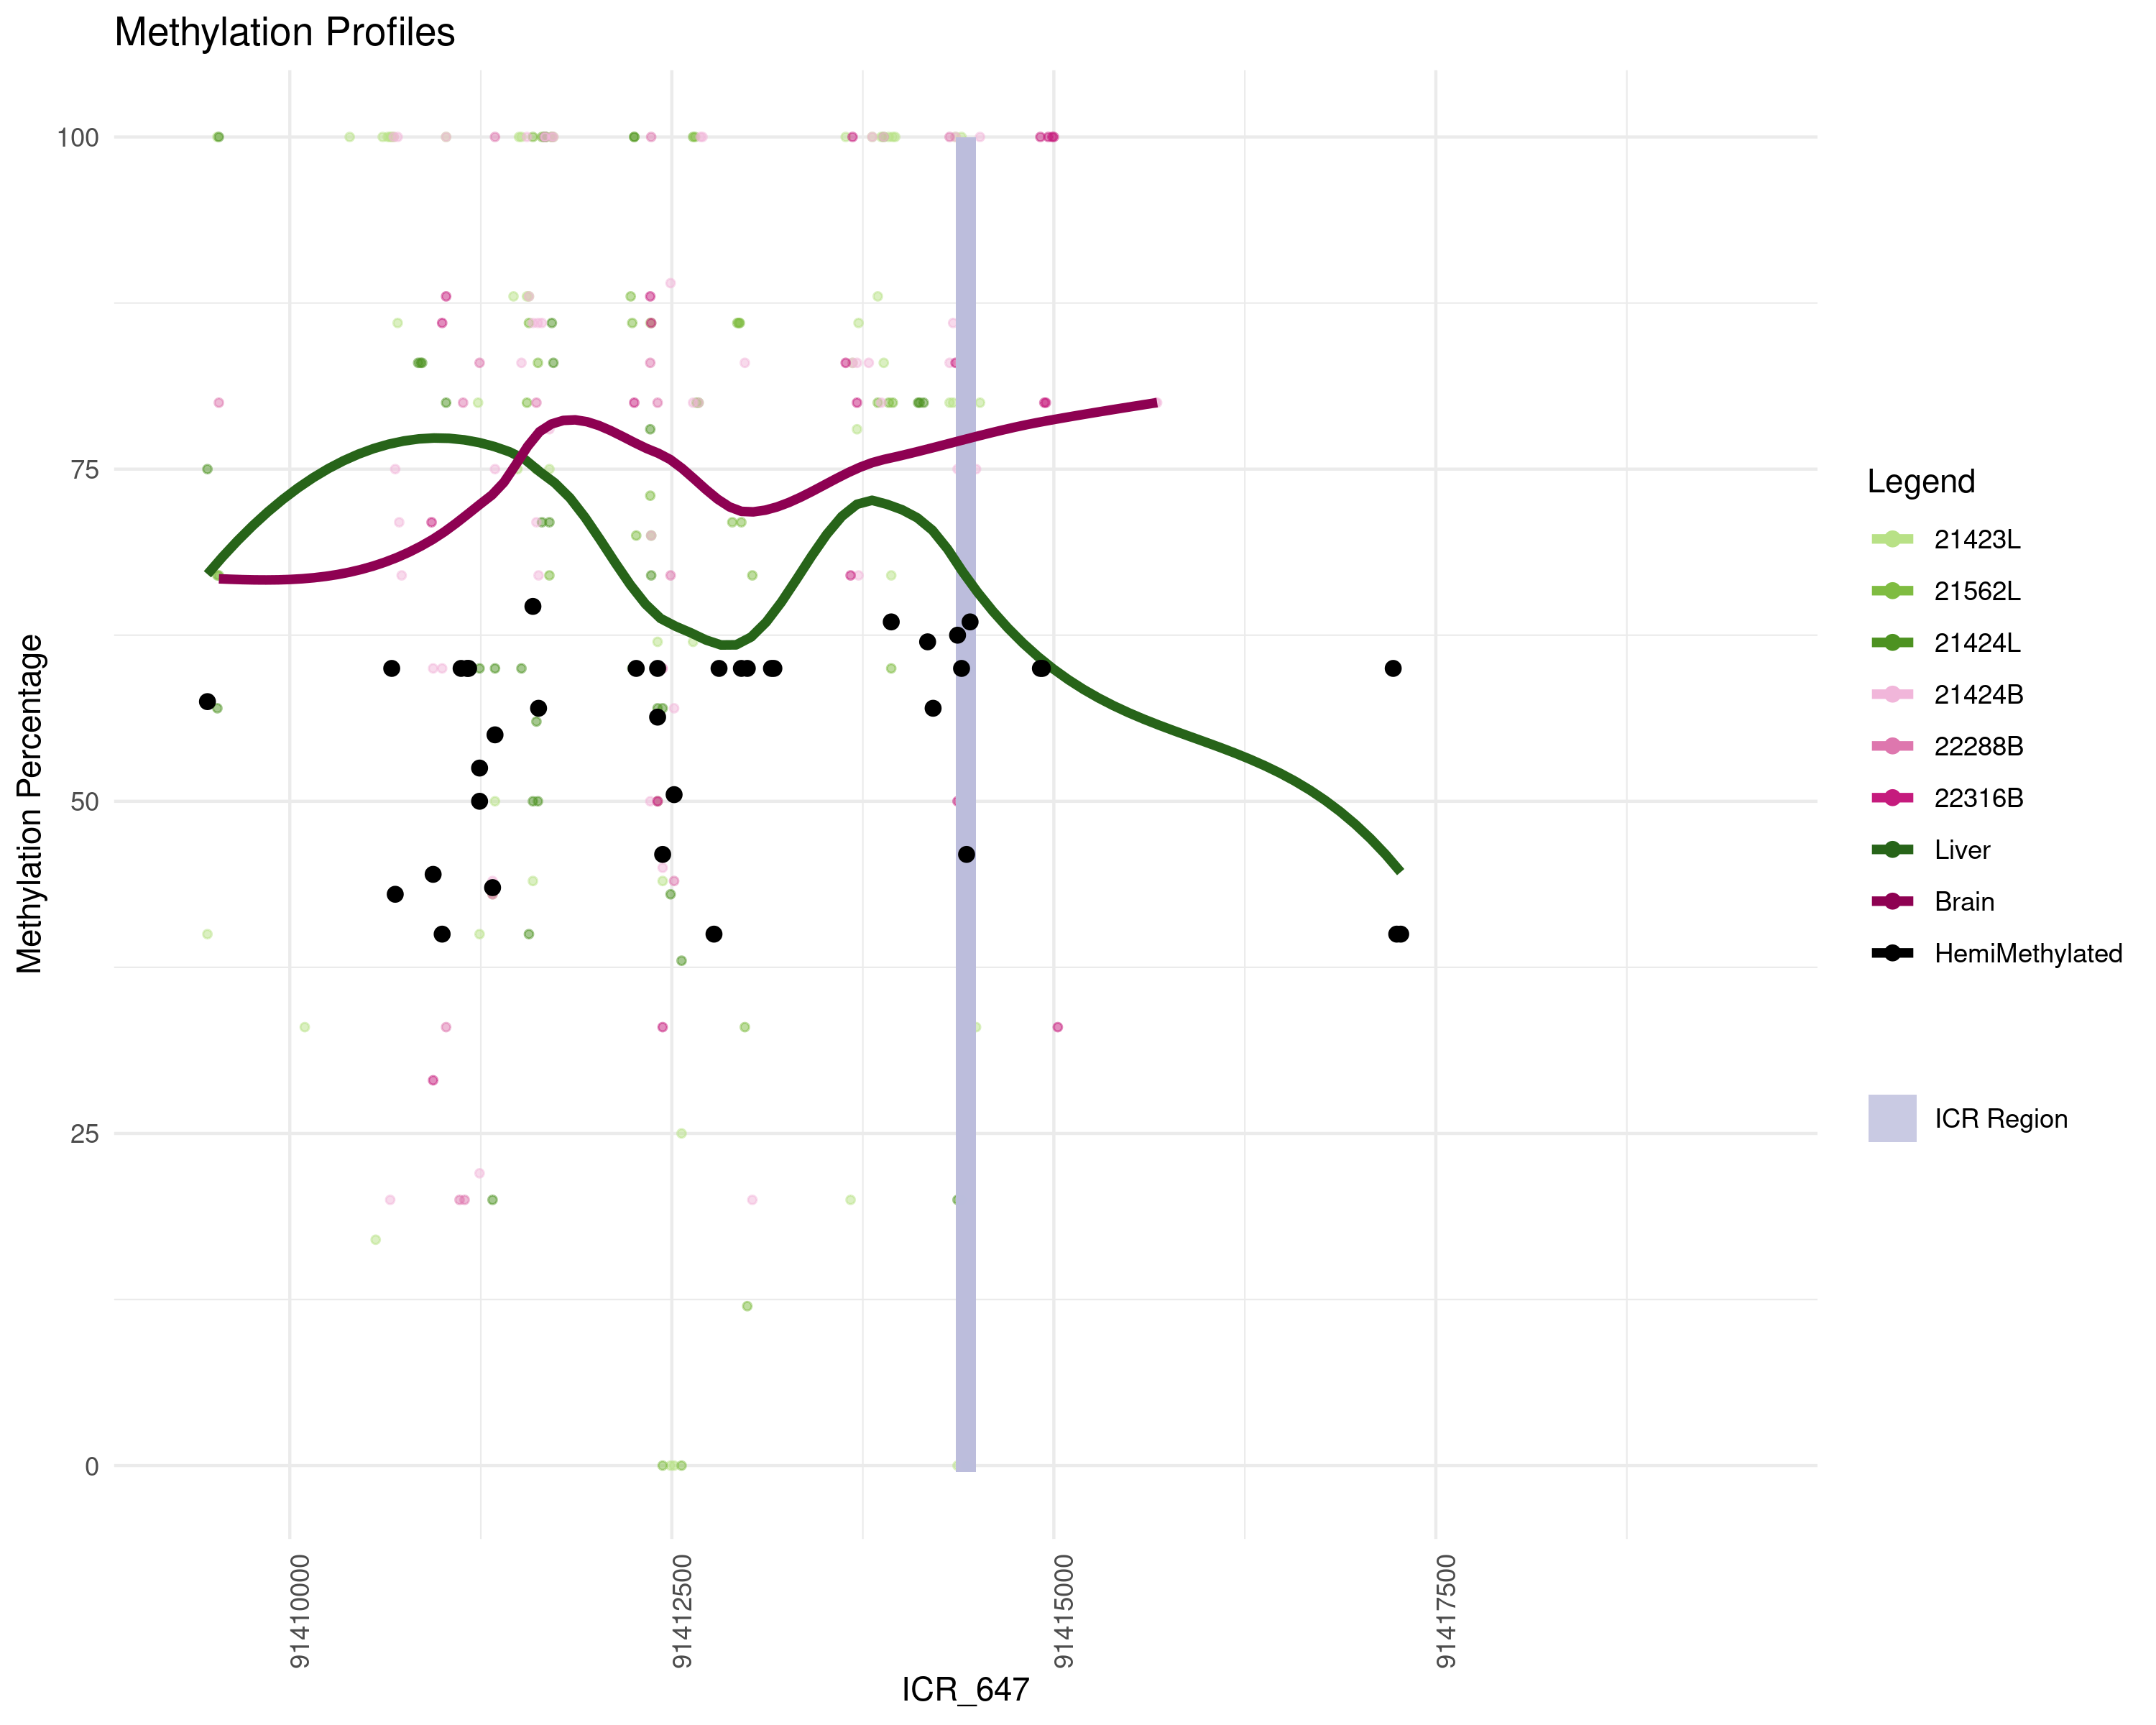 Methylation Profiles
Methylation Percentage
100
75
50
25
0
91410000
91412500
91415000
91417500
ICR_647
Legend
21423L
21562L
21424L
21424B
22288B
22316B
Liver
Brain
HemiMethylated
ICR Region